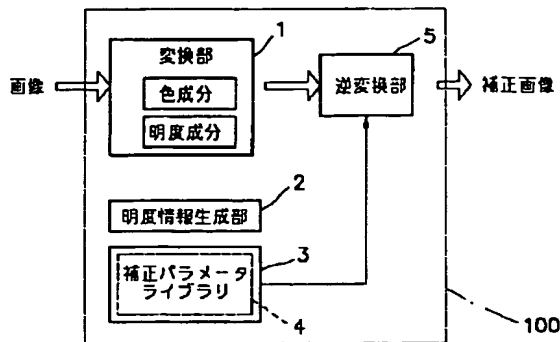 1
5
変換部
画像
色成分
明度成分
逆変換部
補正画像
2
明度情報生成部
3
補正パラメータ
ライブラリ
4
100